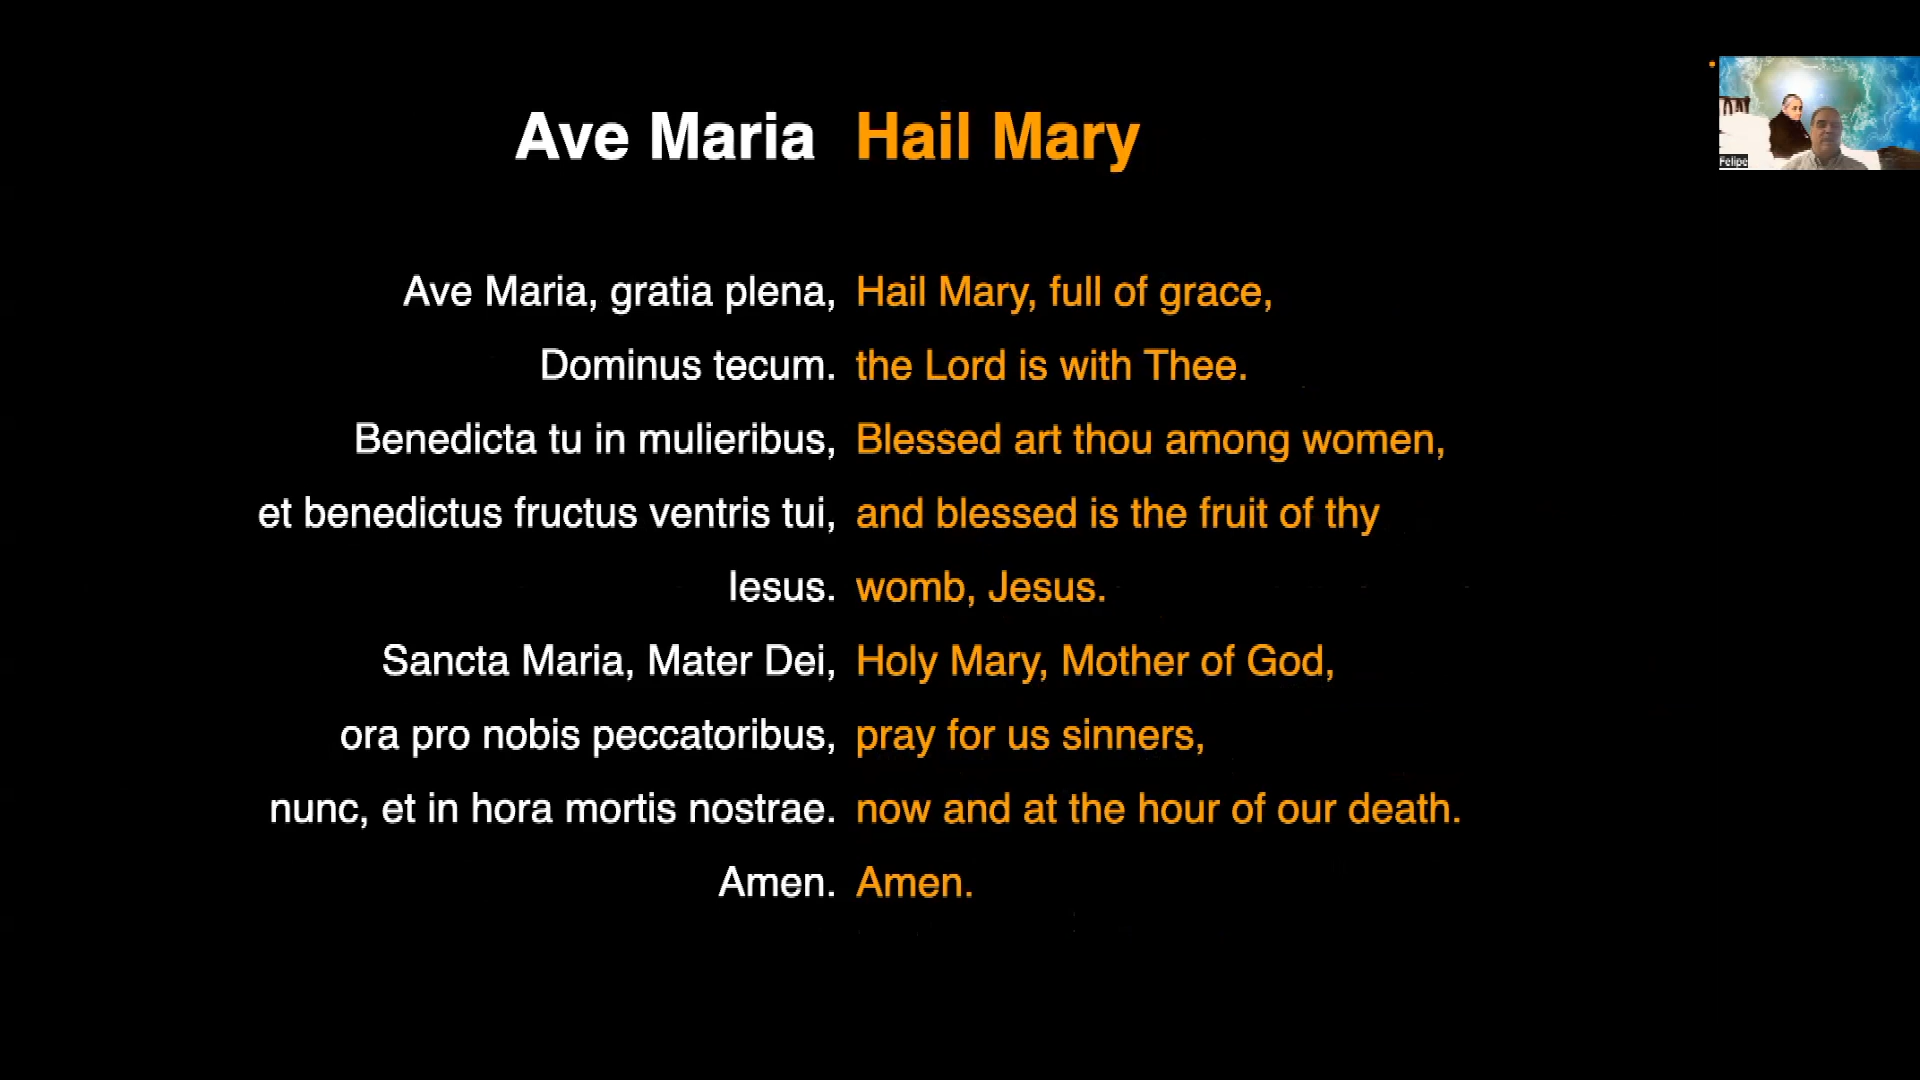 Ave Maria Hail Mary
Felipe
Ave Maria, gratia plena, Hail Mary, full of grace,
Dominus tecum. the Lord is with Thee.
Benedicta tu in mulieribus, Blessed art thou among women,
et benedictus fructus ventris tui, and blessed is the fruit of thy
Iesus. womb, Jesus.
Sancta Maria, Mater Dei, Holy Mary, Mother of God,
ora pro nobis peccatoribus, pray for us sinners,
nunc, et in hora mortis nostrae. now and at the hour of our death.
Amen. Amen.